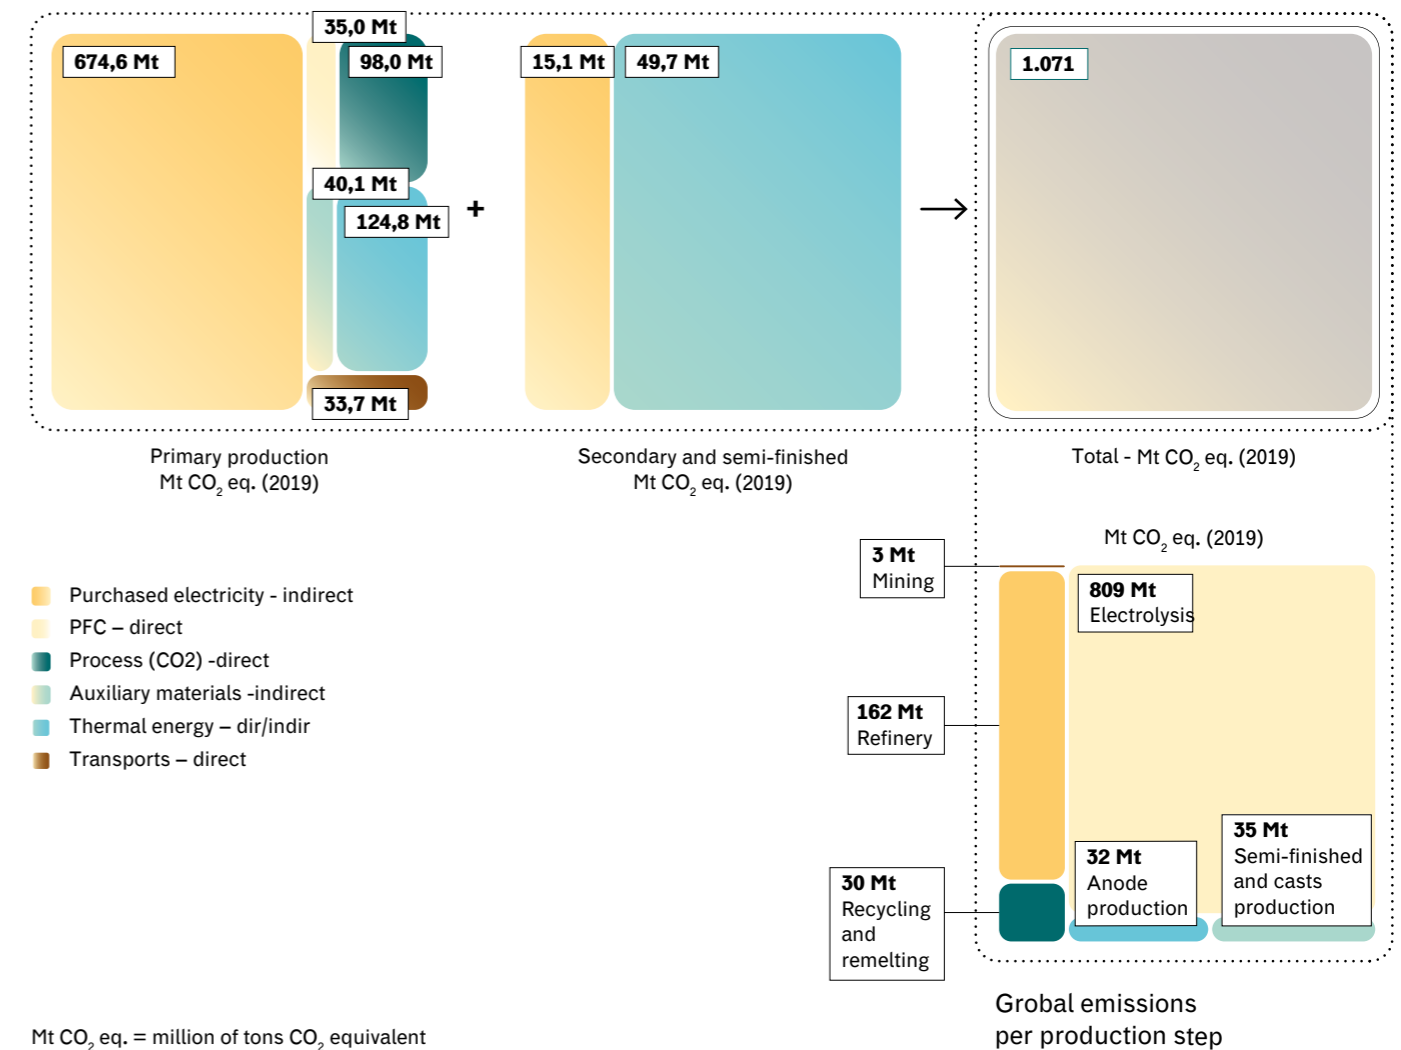 35,0 Mt
674,6 Mt
98,0 Mt
40,1 Mt
124,8 Mt
33,7 Mt
+
15,1 Mt
49,7 Mt
1.071
Primary production
Mt CO2 eq. (2019)
Secondary and semi-finished
Mt CO2 eq. (2019)
Total - Mt CO2 eq. (2019)
Purchased electricity - indirect
PFC – direct
Process (CO2) -direct
Auxiliary materials -indirect
Thermal energy – dir/indir
Transports – direct
Mt CO2 eq. (2019)
3 Mt
Mining
809 Mt
Electrolysis
162 Mt
Refinery
30 Mt
Recycling
and
remelting
32 Mt
Anode
production
35 Mt
Semi-finished
and casts
production
Grobal emissions
per production step
Mt CO2 eq. = million of tons CO2 equivalent